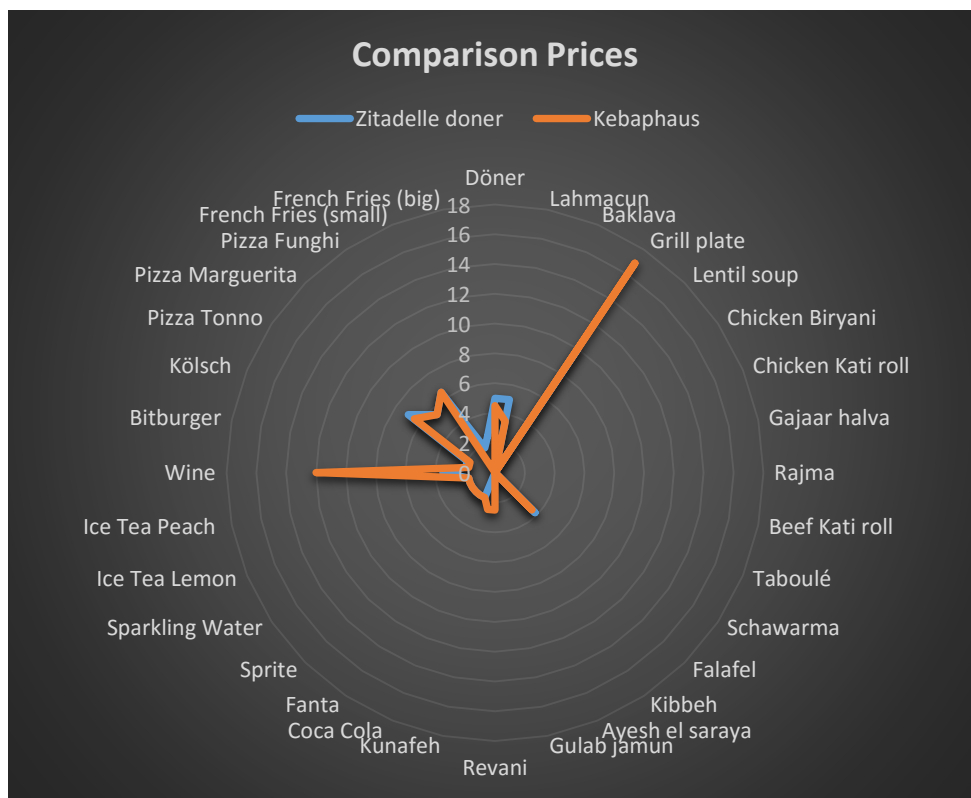 Comparison Prices
Zitadelle doner
Kebaphaus
Döner
Lahmacun
Baklava
Grill plate
Lentil soup
Chicken Biryani
Chicken Kati roll
Gajaar halva
Rajma
Beef Kati roll
Taboulé
Schawarma
Falafel
Kibbeh
Ayesh el saraya
Gulab jamun
Revani
Kunafeh
Coca Cola
Fanta
Sprite
Sparkling Water
Ice Tea Lemon
Ice Tea Peach
Wine
Bitburger
Kölsch
Pizza Tonno
Pizza Marguerita
Pizza Funghi
French Fries (small)
French Fries (big)
18
16
14
12
10
8
6
4
2
0